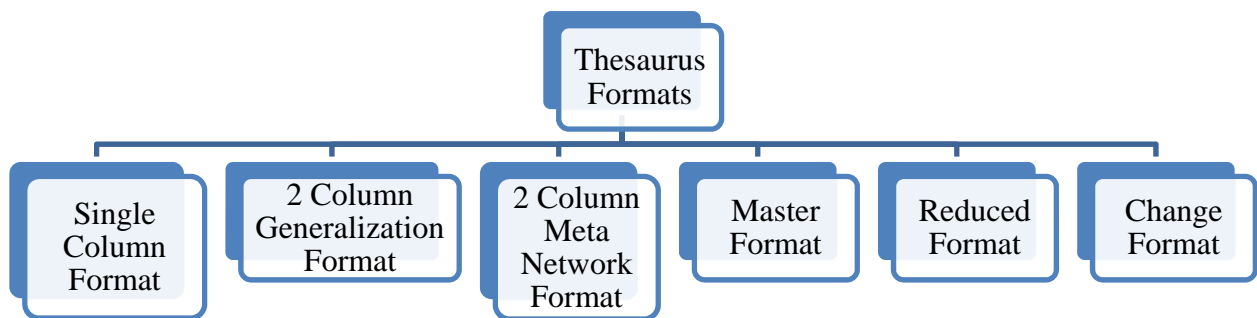 Thesaurus
Formats
Single
Column
Format
2 Column
Generalization
Format
2 Column
Meta
Network
Format
Master
Format
Reduced
Format
Change
Format